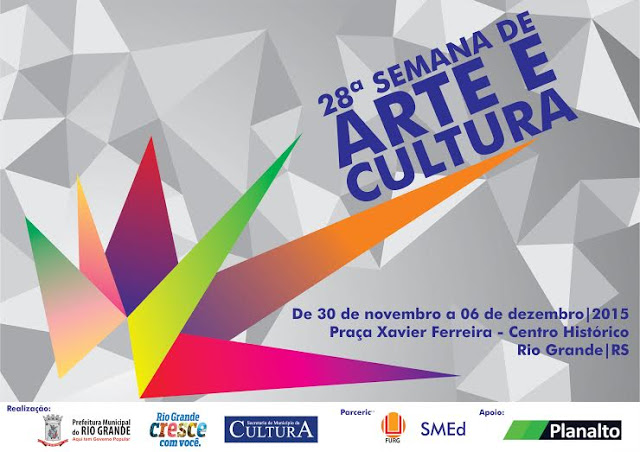 28ª SEMANA DE
ARTE E
CULTURA
De 30 de novembro a 06 de dezembro|2015
Praça Xavier Ferreira - Centro Histórico
Rio Grande|RS
Realização:
Prefeitura Municipal
do RIO GRANDE
Aqui tem Governo Popular
Rio Grande
cresce
com você.
Secretaria de Município da
CULTURA
Parceric
FURG
SMEd
Apoio:
Planalto